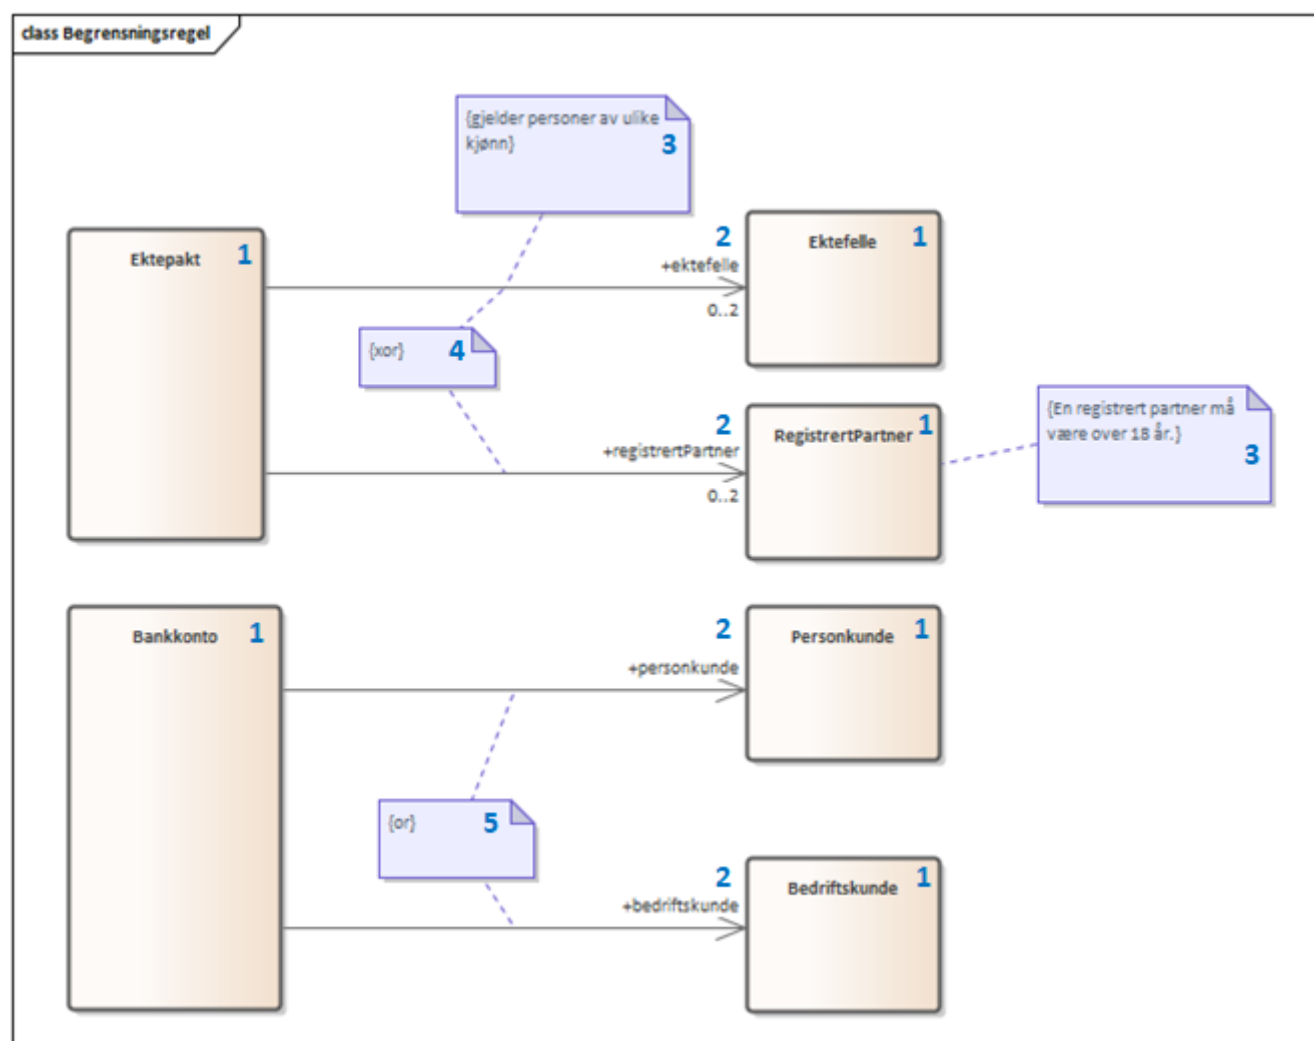 class Begrensningsregel
{gjelder personer av ulike
kjønn}
3
Ektepakt
1
2
+ektefelle
0..2
Ektefelle
1
{xor}
4
2
+registrertPartner
0..2
RegistrertPartner
1
{En registrert partner må
være over 18 år.}
3
Bankkonto
1
2
+personkunde
Personkunde
1
{or}
5
2
+bedriftskunde
Bedriftskunde
1